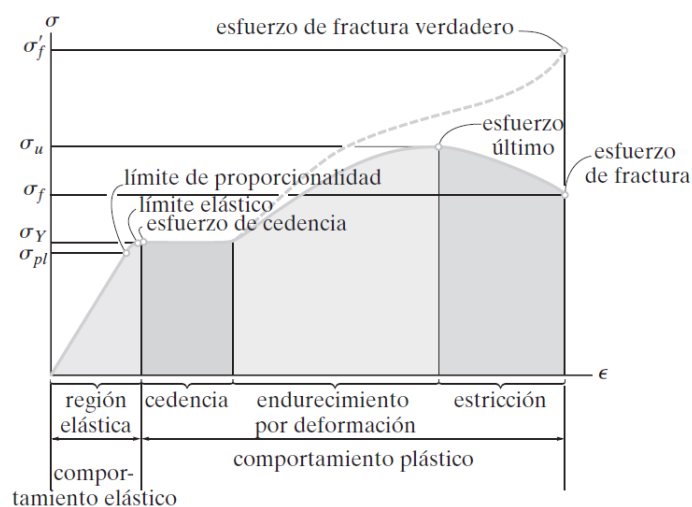 σ
esfuerzo de fractura verdadero
σ′f
σu
esfuerzo
último
esfuerzo
de fractura
límite de proporcionalidad
σf
límite elástico
esfuerzo de cedencia
σY
σpl
ϵ
región
elástica
cedencia
endurecimiento
por deformación
estricción
comportamiento plástico
compor-
tamiento elástico